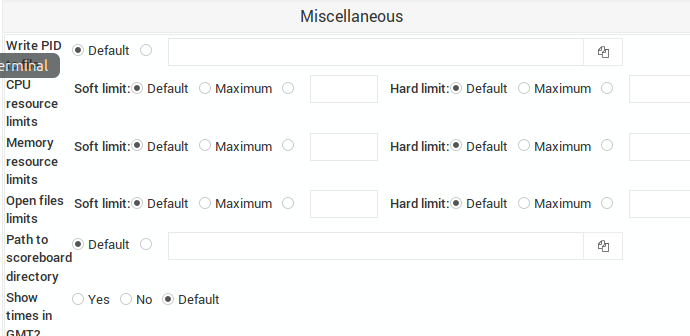 Miscellaneous
Write PID
Default
erminal
CPU resource limits
Soft limit: Default Maximum Hard limit: Default Maximum
Memory resource limits
Soft limit: Default Maximum Hard limit: Default Maximum
Open files limits
Soft limit: Default Maximum Hard limit: Default Maximum
Path to scoreboard directory
Default
Show times in GMT?
Yes No Default